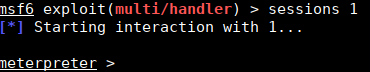 msf6 exploit(multi/handler) > sessions 1
[*] Starting interaction with 1...
meterpreter >